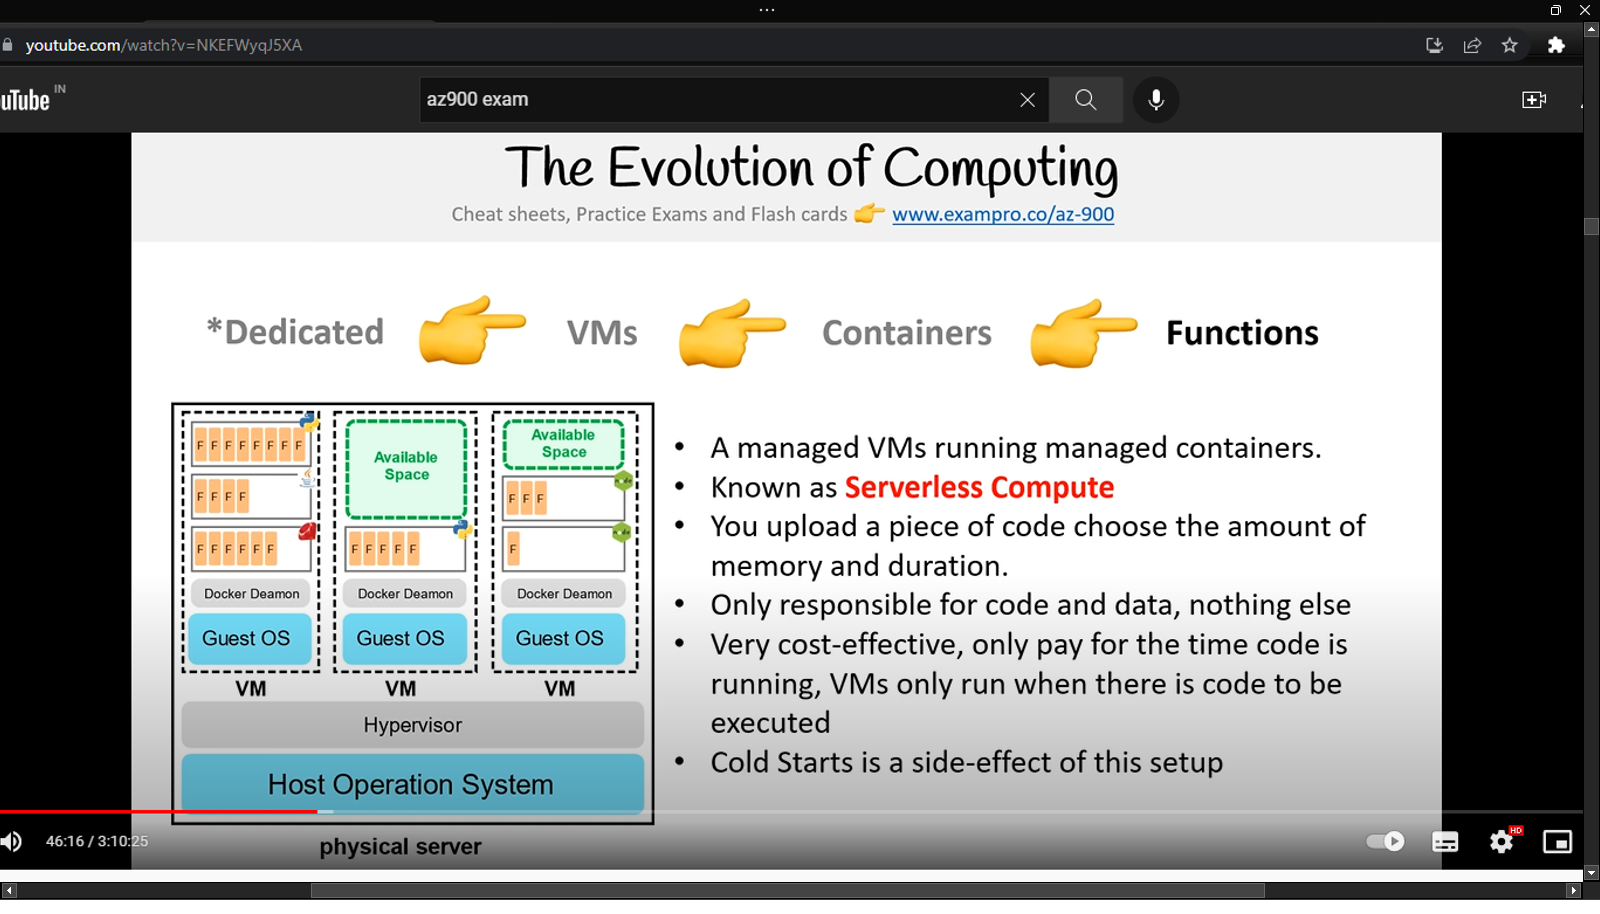 youtube.com/watch?v=NKEFWyqJ5XA
uTube IN
az900 exam
The Evolution of Computing
Cheat sheets, Practice Exams and Flash cards 👉 www.exampro.co/az-900
*Dedicated 👉 VMs 👉 Containers 👉 Functions
F F F F F F F F
F F F F
F F F F F F
Docker Deamon
Guest OS
VM
Available
Space
F F F F F
Docker Deamon
Guest OS
VM
Available
Space
F F F
F
Docker Deamon
Guest OS
VM
Hypervisor
Host Operation System
physical server
• A managed VMs running managed containers.
• Known as Serverless Compute
• You upload a piece of code choose the amount of
memory and duration.
• Only responsible for code and data, nothing else
• Very cost-effective, only pay for the time code is
running, VMs only run when there is code to be
executed
• Cold Starts is a side-effect of this setup
46:16 / 3:10:25
HD